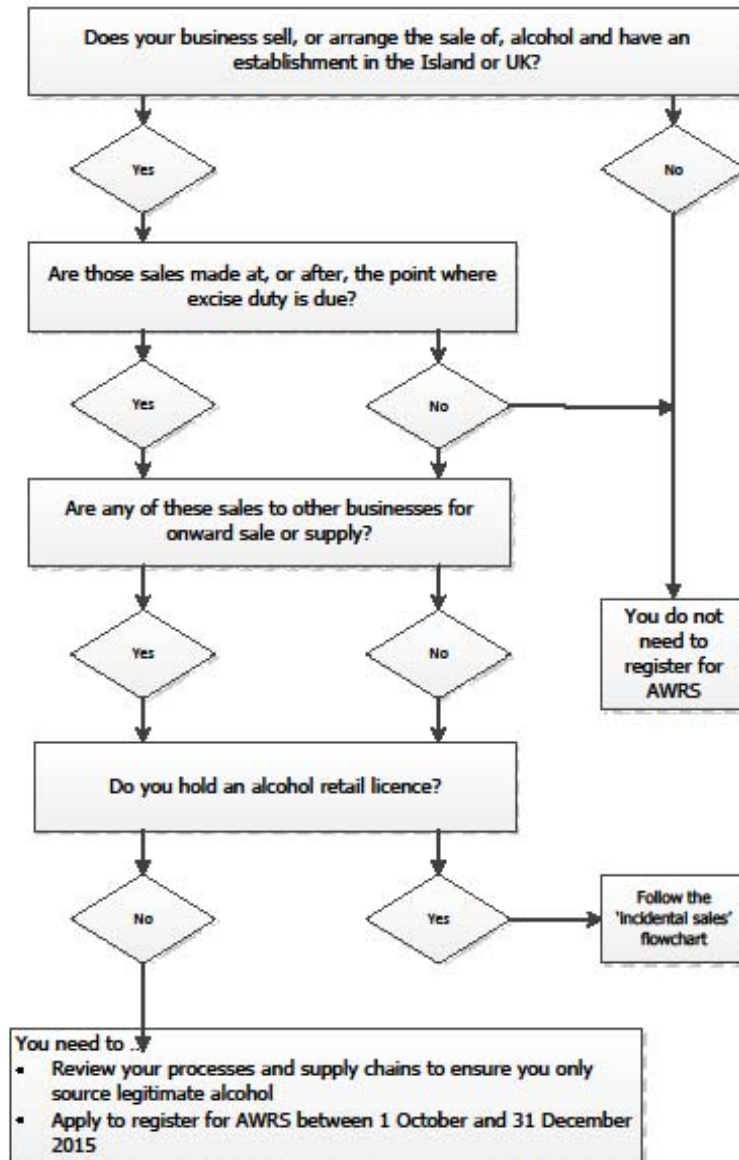 Does your business sell, or arrange the sale of, alcohol and have an
establishment in the Island or UK?
Yes
No
Are those sales made at, or after, the point where
excise duty is due?
Yes
No
Are any of these sales to other businesses for
onward sale or supply?
You do not
need to
register for
AWRS
Yes
No
Do you hold an alcohol retail licence?
No
Yes
Follow the
'incidental sales'
flowchart
You need to ...
▪ Review your processes and supply chains to ensure you only
source legitimate alcohol
▪ Apply to register for AWRS between 1 October and 31 December
2015